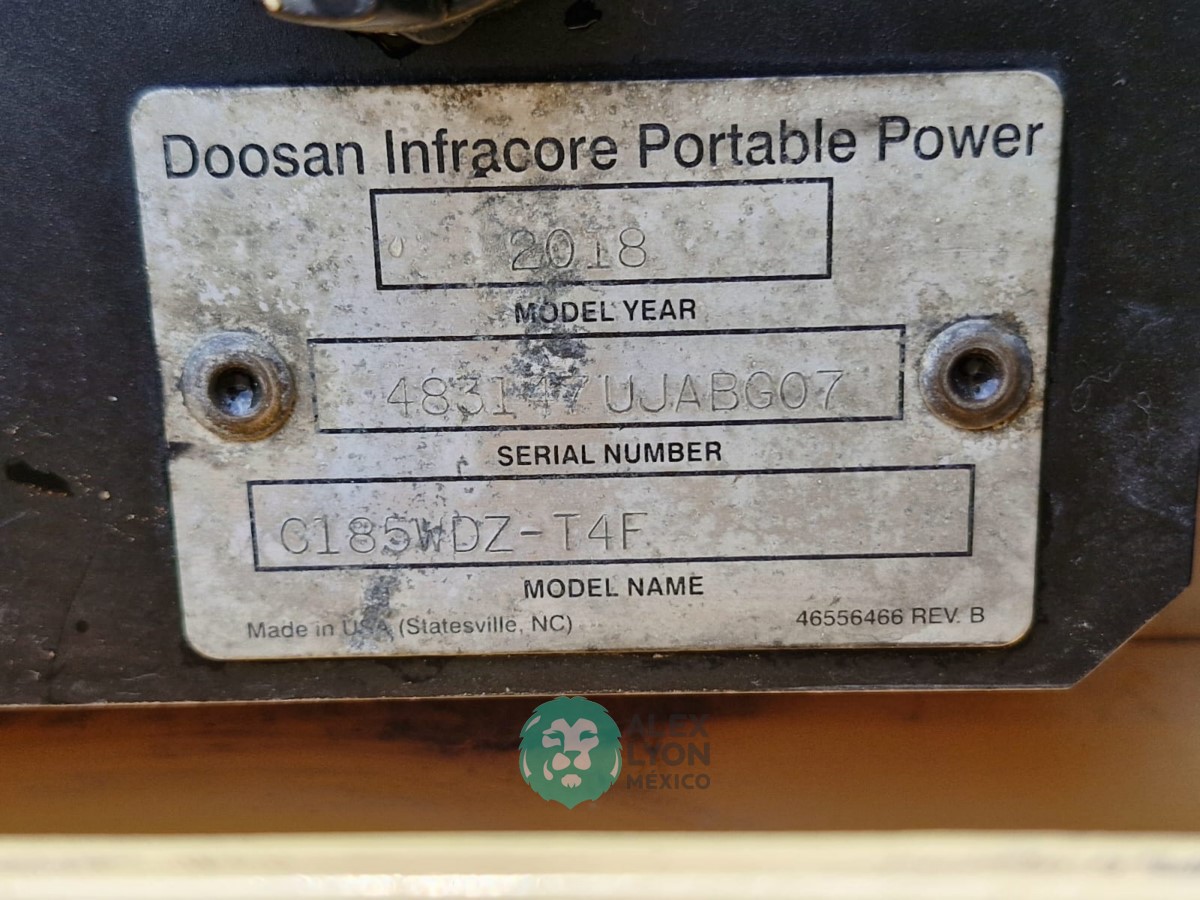 Doosan Infracore Portable Power
2018
MODEL YEAR
483147UJABG07
SERIAL NUMBER
C185WDZ-T4F
MODEL NAME
Made in USA (Statesville, NC)
46556466 REV. B
ALEX
LYON
MÉXICO